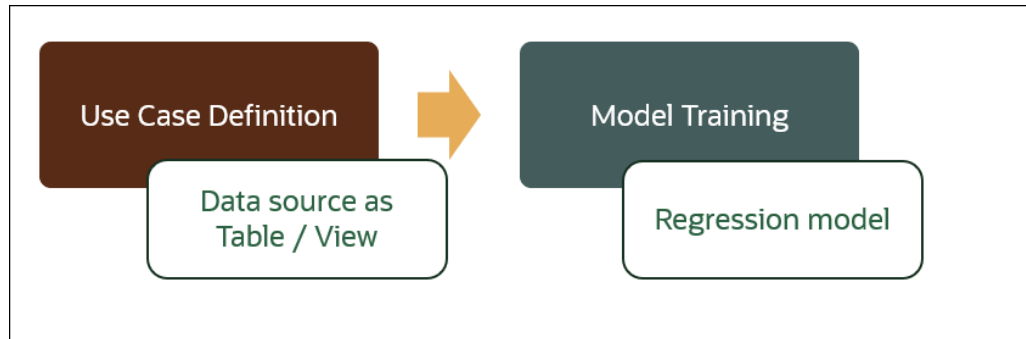 Use Case Definition
Model Training
Data source as
Table / View
Regression model